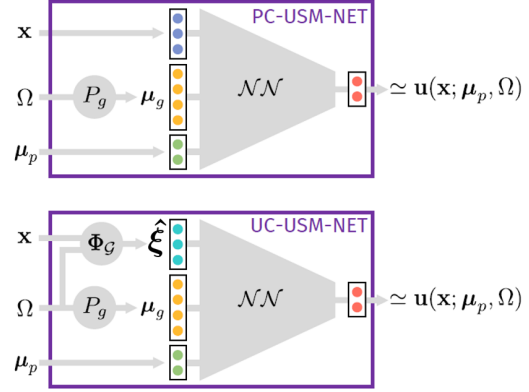 PC-USM-NET
x
Ω P_g μ_g 𝒩𝒩 ≃ u(x; μ_p, Ω)
μ_p
UC-USM-NET
x Φ_𝒢 ξ̂
Ω P_g μ_g 𝒩𝒩 ≃ u(x; μ_p, Ω)
μ_p